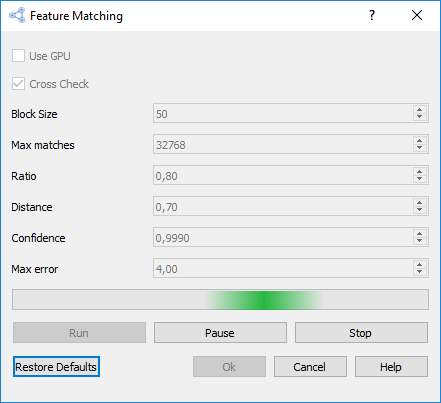 Feature Matching
Use GPU
Cross Check
Block Size 50
Max matches 32768
Ratio 0,80
Distance 0,70
Confidence 0,9990
Max error 4,00
Run Pause Stop
Restore Defaults Ok Cancel Help